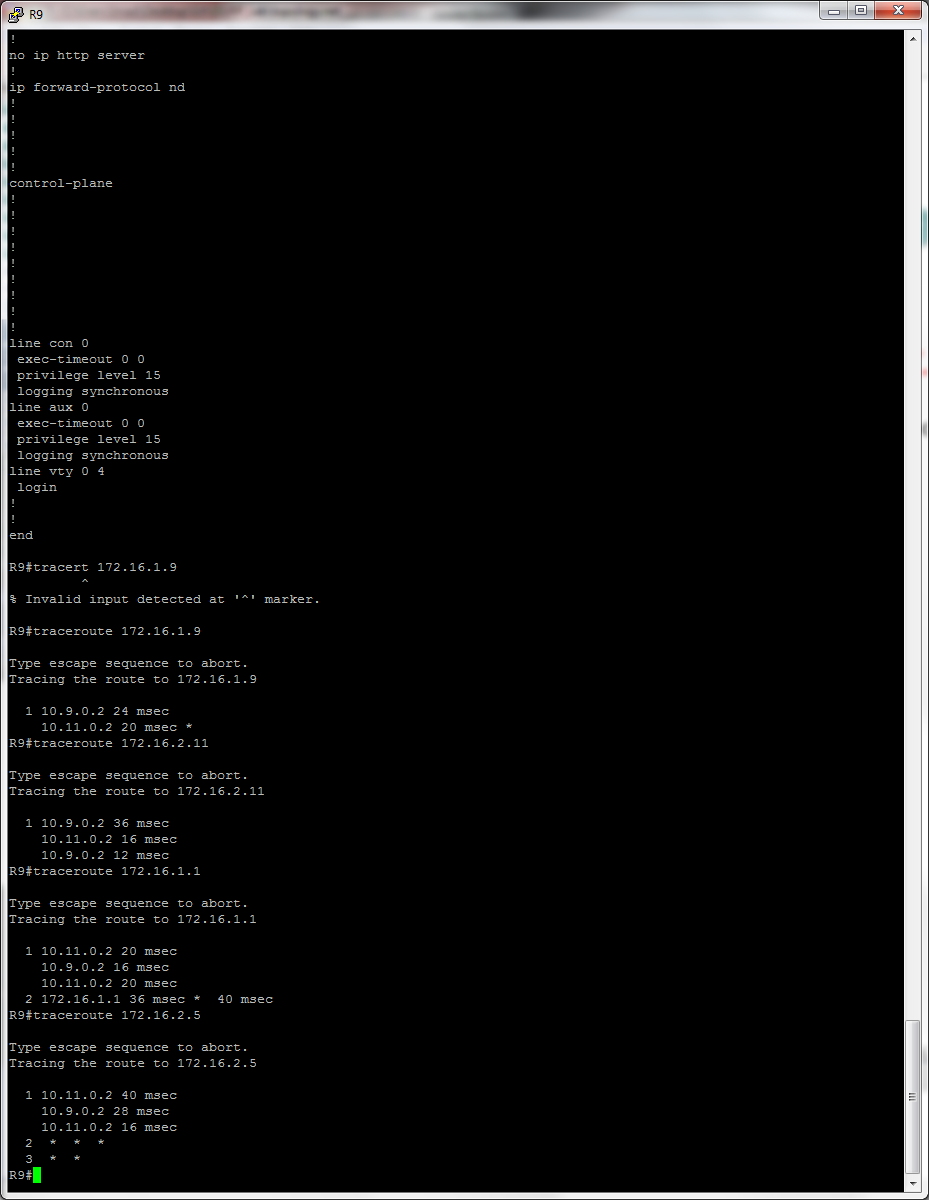 R9
!
no ip http server
!
ip forward-protocol nd
!
!
!
!
!
control-plane
!
!
!
!
!
!
!
!
!
line con 0
 exec-timeout 0 0
 privilege level 15
 logging synchronous
line aux 0
 exec-timeout 0 0
 privilege level 15
 logging synchronous
line vty 0 4
 login
!
!
end
R9#tracert 172.16.1.9
         ^
% Invalid input detected at '^' marker.
R9#traceroute 172.16.1.9
Type escape sequence to abort.
Tracing the route to 172.16.1.9
  1 10.9.0.2 24 msec
    10.11.0.2 20 msec *
R9#traceroute 172.16.2.11
Type escape sequence to abort.
Tracing the route to 172.16.2.11
  1 10.9.0.2 36 msec
    10.11.0.2 16 msec
    10.9.0.2 12 msec
R9#traceroute 172.16.1.1
Type escape sequence to abort.
Tracing the route to 172.16.1.1
  1 10.11.0.2 20 msec
    10.9.0.2 16 msec
    10.11.0.2 20 msec
  2 172.16.1.1 36 msec *  40 msec
R9#traceroute 172.16.2.5
Type escape sequence to abort.
Tracing the route to 172.16.2.5
  1 10.11.0.2 40 msec
    10.9.0.2 28 msec
    10.11.0.2 16 msec
  2  *  *  *
  3  *  *
R9#